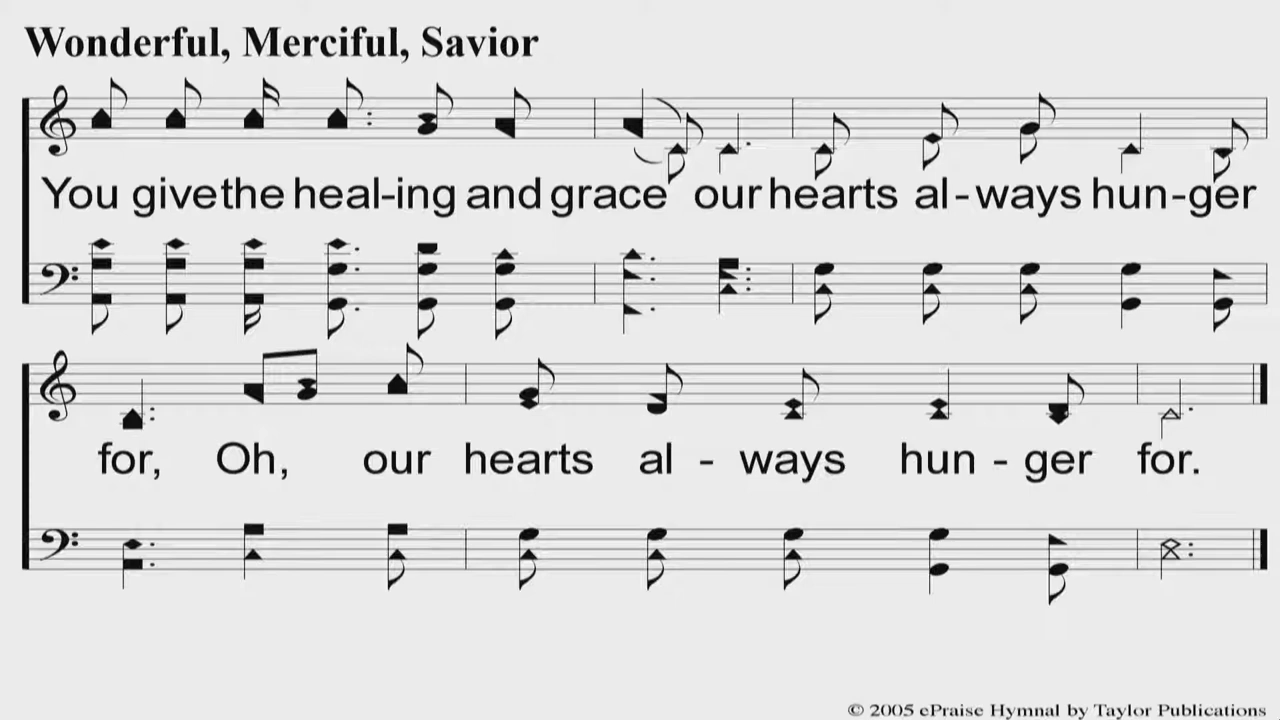 Wonderful, Merciful, Savior
You give the heal-ing and grace our hearts al-ways hun-ger
for, Oh, our hearts al - ways hun - ger for.
© 2005 ePraise Hymnal by Taylor Publications